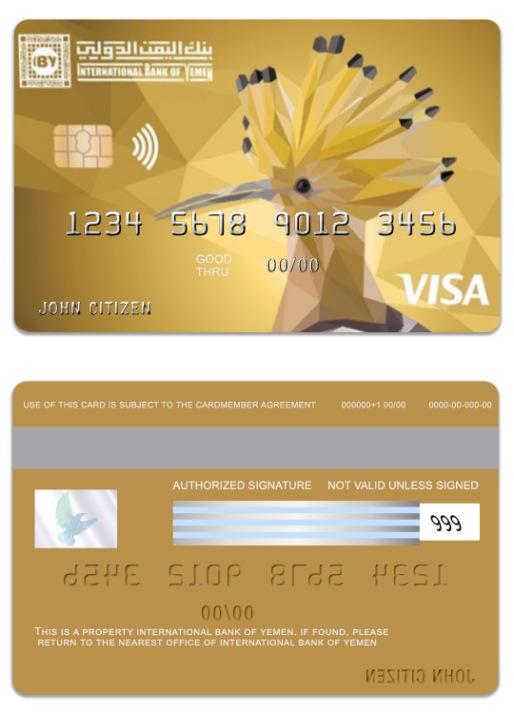 IBY
بنك اليمن الدولي
INTERNATIONAL BANK OF YEMEN
1234 5678 9012 3456
GOOD
THRU
00/00
VISA
JOHN CITIZEN
USE OF THIS CARD IS SUBJECT TO THE CARDMEMBER AGREEMENT 000000+1 00/00 0000-00-000-00
AUTHORIZED SIGNATURE NOT VALID UNLESS SIGNED
999
1234 5678 9012 3456
00/00
THIS IS A PROPERTY INTERNATIONAL BANK OF YEMEN. IF FOUND, PLEASE
RETURN TO THE NEAREST OFFICE OF INTERNATIONAL BANK OF YEMEN
JOHN CITIZEN